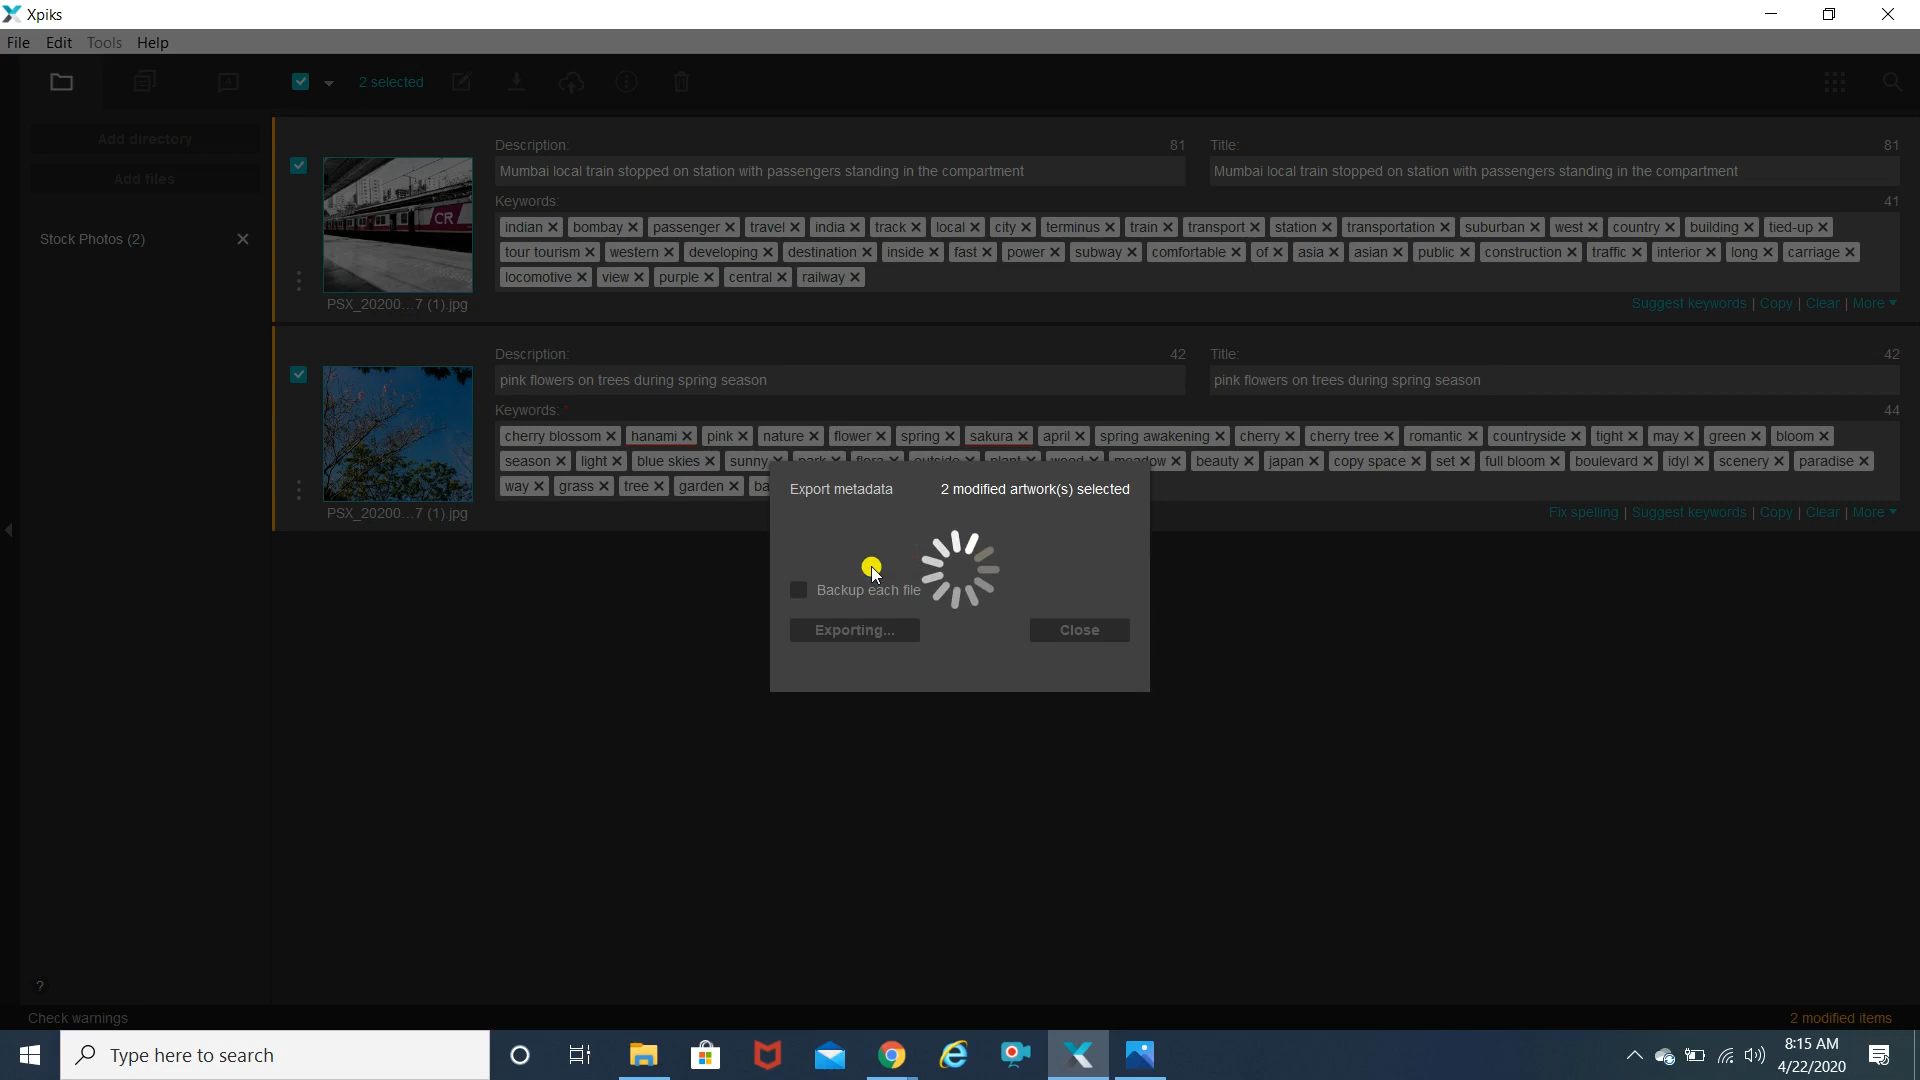 Xpiks
File Edit Tools Help
2 selected
Add directory
Add files
Stock Photos (2)
Description: 81 Title: 81
Mumbai local train stopped on station with passengers standing in the compartment Mumbai local train stopped on station with passengers standing in the compartment
Keywords: 41
indian bombay passenger travel india track local city terminus train transport station transportation suburban west country building tied-up
tour tourism western developing destination inside fast power subway comfortable of asia asian public construction traffic interior long carriage
locomotive view purple central railway
CR
PSX_20200...7 (1).jpg
Suggest keywords | Copy | Clear | More
Description: 42 Title: 42
pink flowers on trees during spring season pink flowers on trees during spring season
Keywords: 44
cherry blossom hanami pink nature flower spring sakura april spring awakening cherry cherry tree romantic countryside tight may green bloom
season light blue skies sunny park flora outside plant wood meadow beauty japan copy space set full bloom boulevard idyl scenery paradise
way grass tree garden
PSX_20200...7 (1).jpg
Fix spelling | Suggest keywords | Copy | Clear | More
Export metadata 2 modified artwork(s) selected
Backup each file
Exporting... Close
?
Check warnings 2 modified items
Type here to search
8:15 AM
4/22/2020